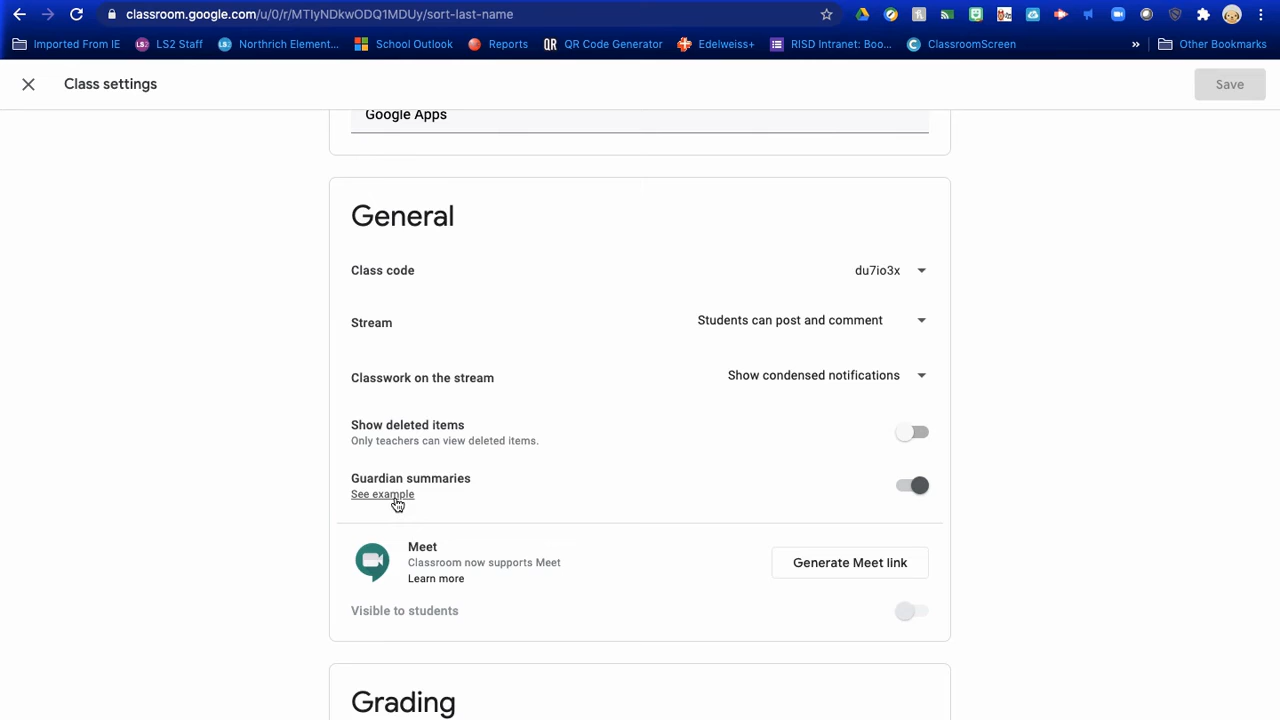 classroom.google.com/u/0/r/MTIyNDkwODQ1MDUy/sort-last-name
Imported From IE LS2 Staff Northrich Element... School Outlook Reports QR QR Code Generator Edelweiss+ RISD Intranet: Boo... ClassroomScreen » Other Bookmarks
Class settings Save
Google Apps
General
Class code du7io3x
Stream Students can post and comment
Classwork on the stream Show condensed notifications
Show deleted items
Only teachers can view deleted items.
Guardian summaries
See example
Meet
Classroom now supports Meet
Learn more
Generate Meet link
Visible to students
Grading